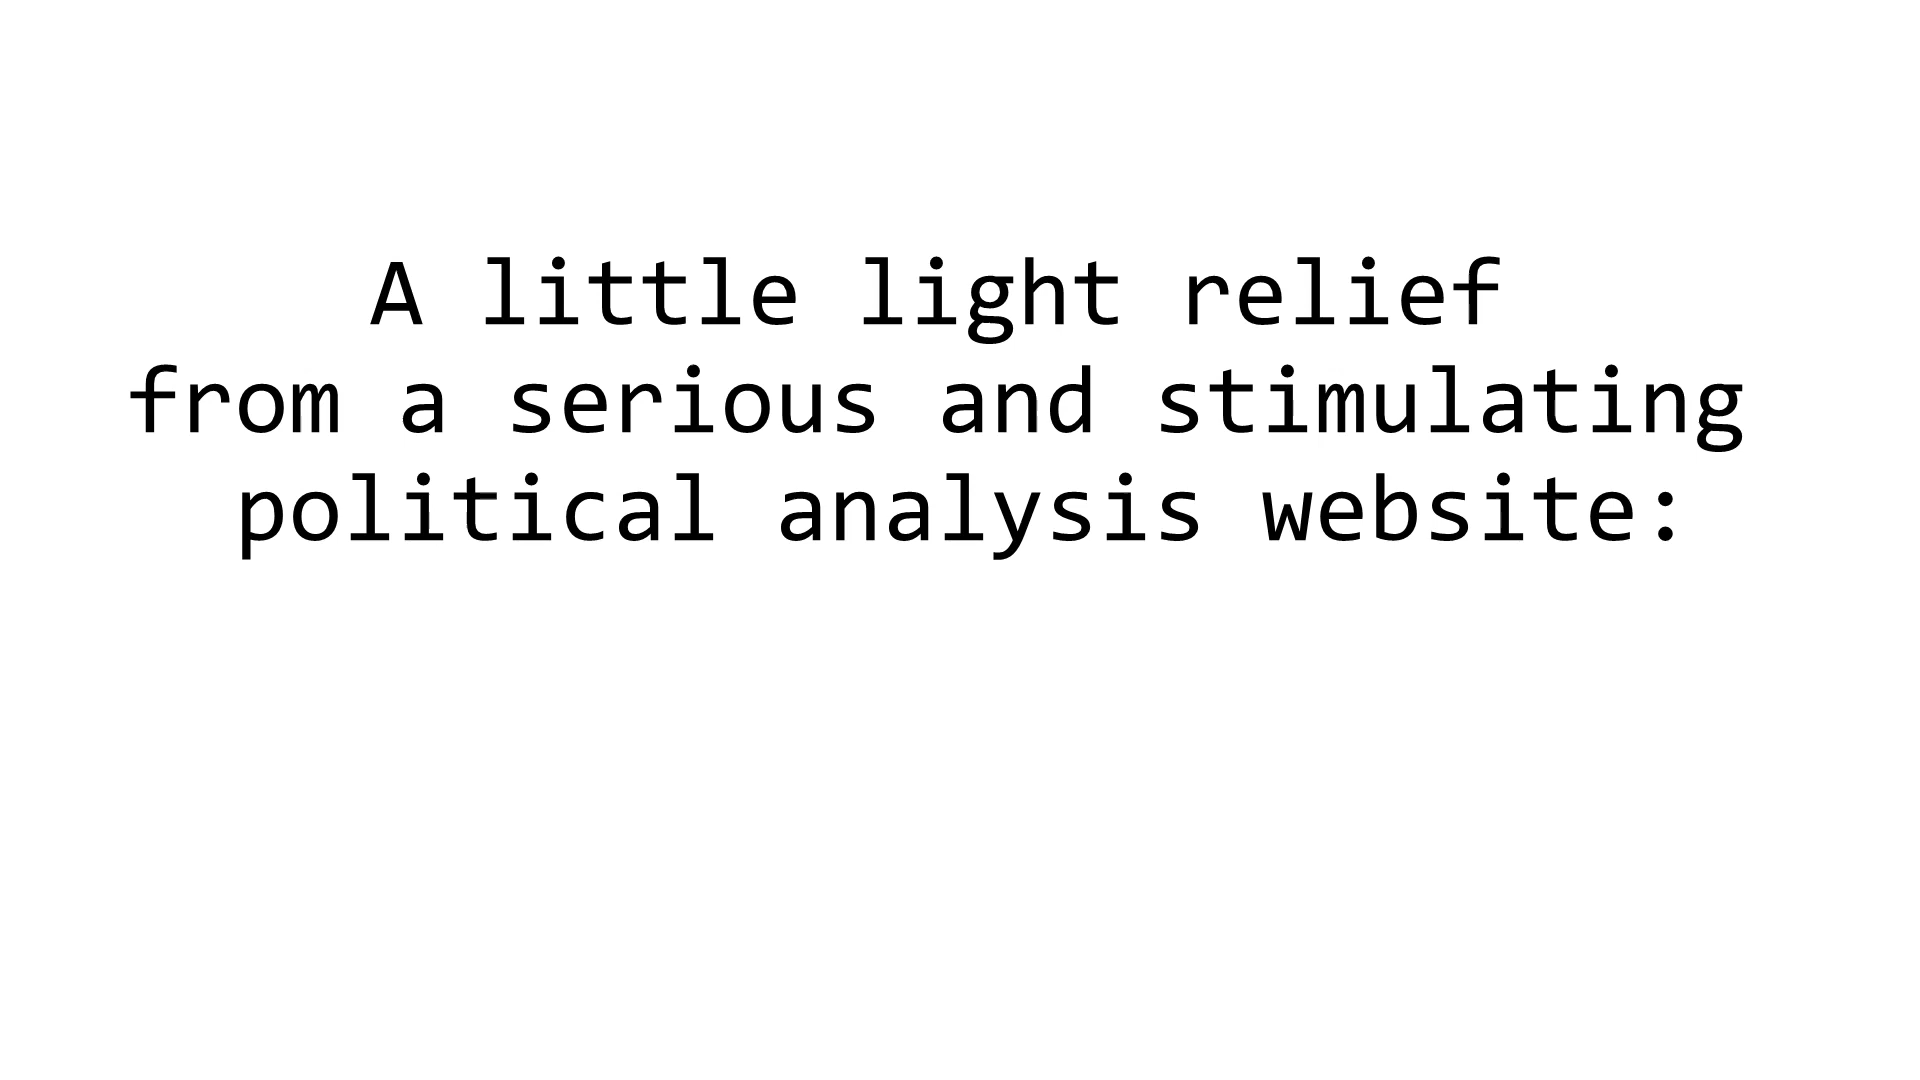 A little light relief
from a serious and stimulating
political analysis website: